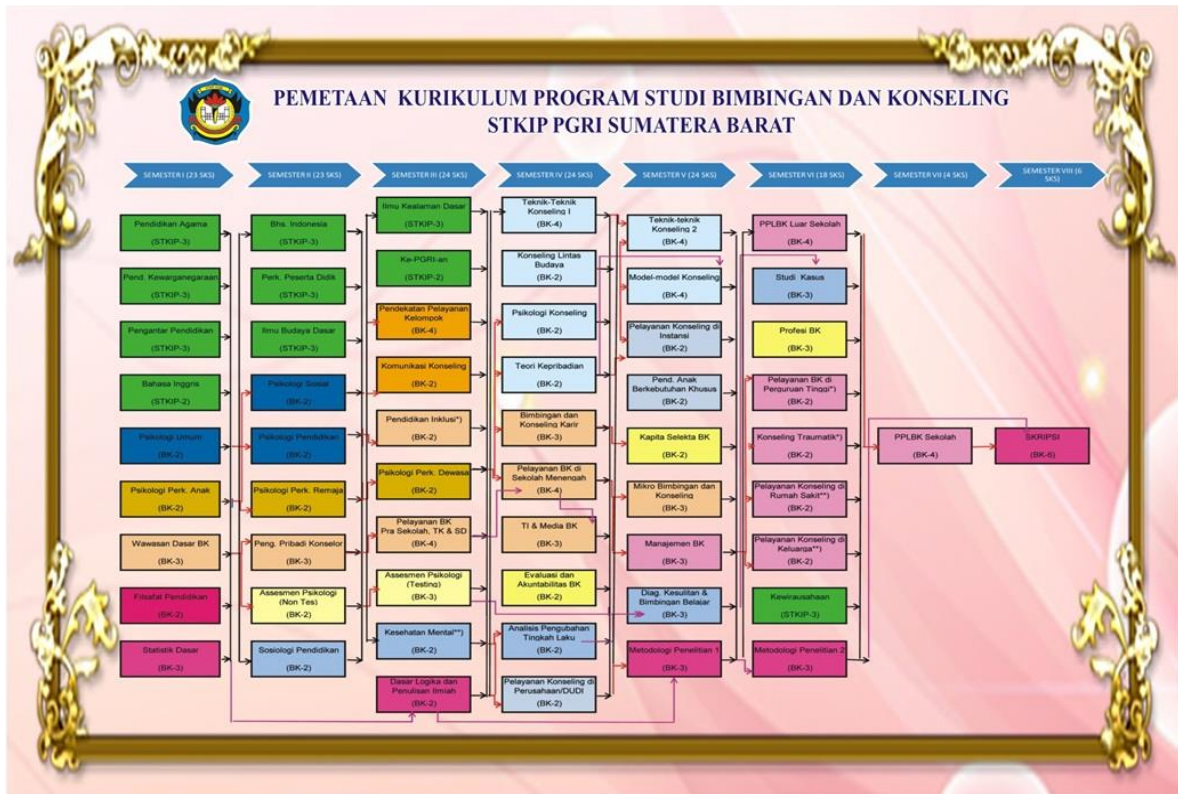 PEMETAAN KURIKULUM PROGRAM STUDI BIMBINGAN DAN KONSELING
STKIP PGRI SUMATERA BARAT
SEMESTER I (23 SKS)
SEMESTER II (23 SKS)
SEMESTER III (24 SKS)
SEMESTER IV (24 SKS)
SEMESTER V (24 SKS)
SEMESTER VI (18 SKS)
SEMESTER VII (4 SKS)
SEMESTER VIII (6
SKS)
Pendidikan Agama
(STKIP-3)
Pend. Kewarganegaraan
(STKIP-3)
Pengantar Pendidikan
(STKIP-3)
Bahasa Inggris
(STKIP-2)
Psikologi Umum
(BK-2)
Psikologi Perk. Anak
(BK-2)
Wawasan Dasar BK
(BK-3)
Filsafat Pendidikan
(BK-2)
Statistik Dasar
(BK-3)
Bhs. Indonesia
(STKIP-3)
Perk. Peserta Didik
(STKIP-3)
Ilmu Budaya Dasar
(STKIP-3)
Psikologi Sosial
(BK-2)
Psikologi Pendidikan
(BK-2)
Psikologi Perk. Remaja
(BK-2)
Peng. Pribadi Konselor
(BK-3)
Assesmen Psikologi
(Non Tes)
(BK-2)
Sosiologi Pendidikan
(BK-2)
Ilmu Kealaman Dasar
(STKIP-3)
Ke-PGRI-an
(STKIP-2)
Pendekatan Pelayanan
Kelompok
(BK-4)
Komunikasi Konseling
(BK-2)
Pendidikan Inklusi*)
(BK-2)
Psikologi Perk. Dewasa
(BK-2)
Pelayanan BK
Pra Sekolah, TK & SD
(BK-4)
Assesmen Psikologi
(Testing)
(BK-3)
Kesehatan Mental**)
(BK-2)
Dasar Logika dan
Penulisan Ilmiah
(BK-2)
Teknik-Teknik
Konseling I
(BK-4)
Konseling Lintas
Budaya
(BK-2)
Psikologi Konseling
(BK-2)
Teori Kepribadian
(BK-2)
Bimbingan dan
Konseling Karir
(BK-3)
Pelayanan BK di
Sekolah Menengah
(BK-4)
TI & Media BK
(BK-3)
Evaluasi dan
Akuntabilitas BK
(BK-2)
Analisis Pengubahan
Tingkah Laku
(BK-2)
Pelayanan Konseling di
Perusahaan/DUDI
(BK-2)
Teknik-teknik
Konseling 2
(BK-4)
Model-model Konseling
(BK-4)
Pelayanan Konseling di
Instansi
(BK-2)
Pend. Anak
Berkebutuhan Khusus
(BK-2)
Kapita Selekta BK
(BK-2)
Mikro Bimbingan dan
Konseling
(BK-3)
Manajemen BK
(BK-3)
Diag. Kesulitan &
Bimbingan Belajar
(BK-3)
Metodologi Penelitian 1
(BK-3)
PPLBK Luar Sekolah
(BK-4)
Studi Kasus
(BK-3)
Profesi BK
(BK-3)
Pelayanan BK di
Perguruan Tinggi*)
(BK-2)
Konseling Traumatik*)
(BK-2)
Pelayanan Konseling di
Rumah Sakit**)
(BK-2)
Pelayanan Konseling di
Keluarga**)
(BK-2)
Kewirausahaan
(STKIP-3)
Metodologi Penelitian 2
(BK-3)
PPLBK Sekolah
(BK-4)
SKRIPSI
(BK-6)